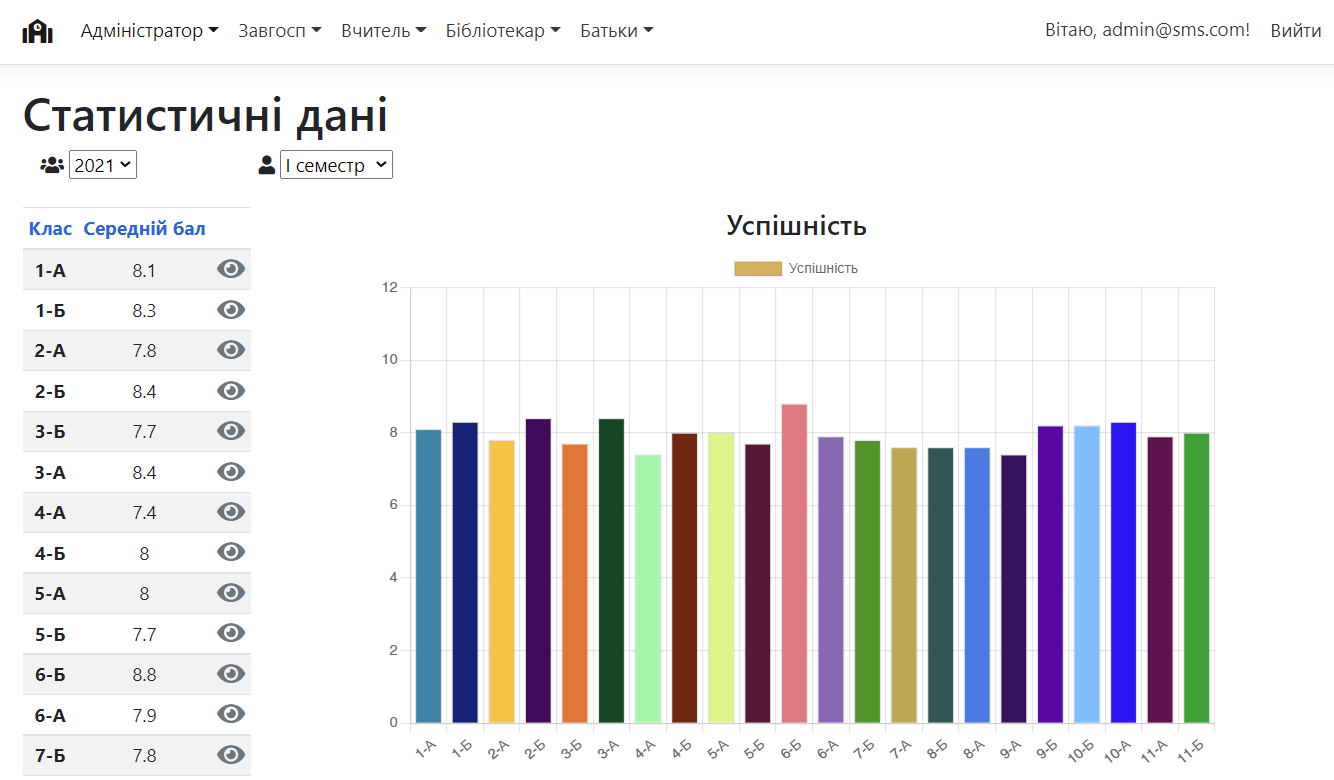 Адміністратор Завгосп Вчитель Бібліотекар Батьки Вітаю, admin@sms.com! Вийти
Статистичні дані
2021 І семестр
Клас Середній бал
1-А 8.1
1-Б 8.3
2-А 7.8
2-Б 8.4
3-Б 7.7
3-А 8.4
4-А 7.4
4-Б 8
5-А 8
5-Б 7.7
6-Б 8.8
6-А 7.9
7-Б 7.8
Успішність
Успішність
12
10
8
6
4
2
0
1-А 1-Б 2-А 2-Б 3-Б 3-А 4-А 4-Б 5-А 5-Б 6-Б 6-А 7-Б 7-А 8-Б 8-А 9-А 9-Б 10-Б 10-А 11-А 11-Б